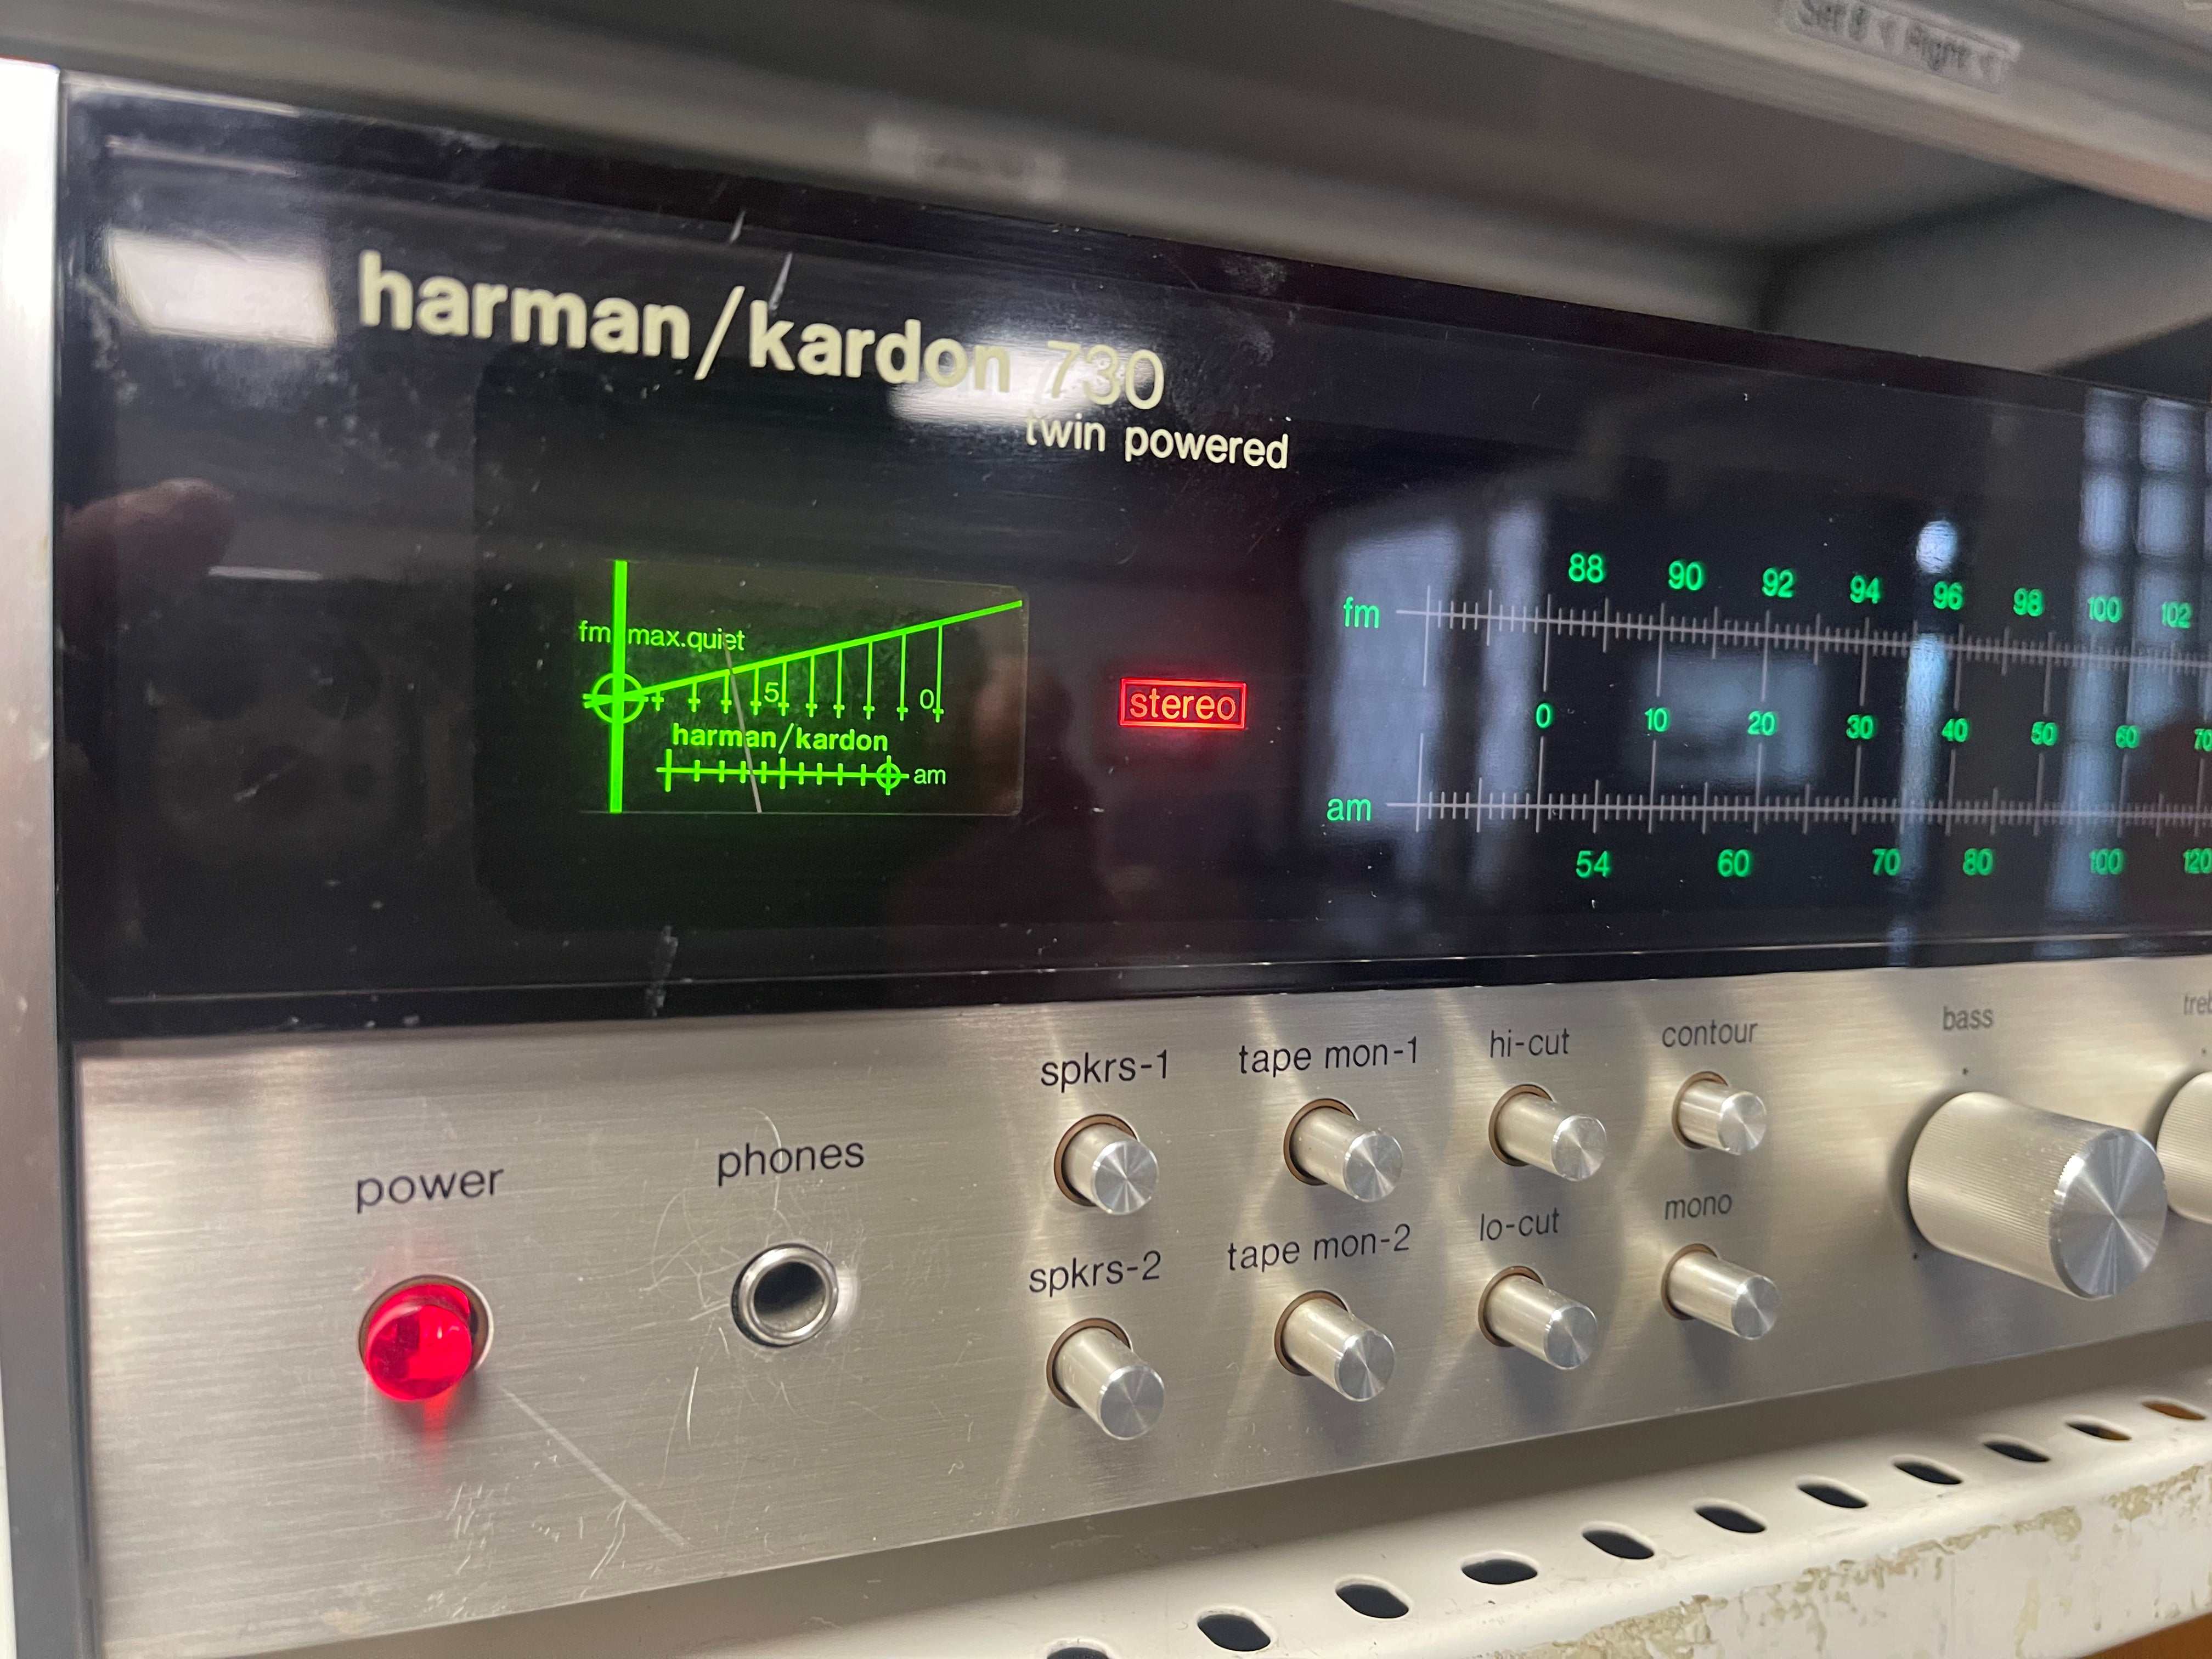 harman/kardon 730
twin powered
fm max.quiet
5 0
harman/kardon
am
stereo
88 90 92 94 96 98 100 102
fm
0 10 20 30 40 50 60 70
am
54 60 70 80 100 120
power
phones
spkrs-1
tape mon-1
hi-cut
contour
bass
spkrs-2
tape mon-2
lo-cut
mono